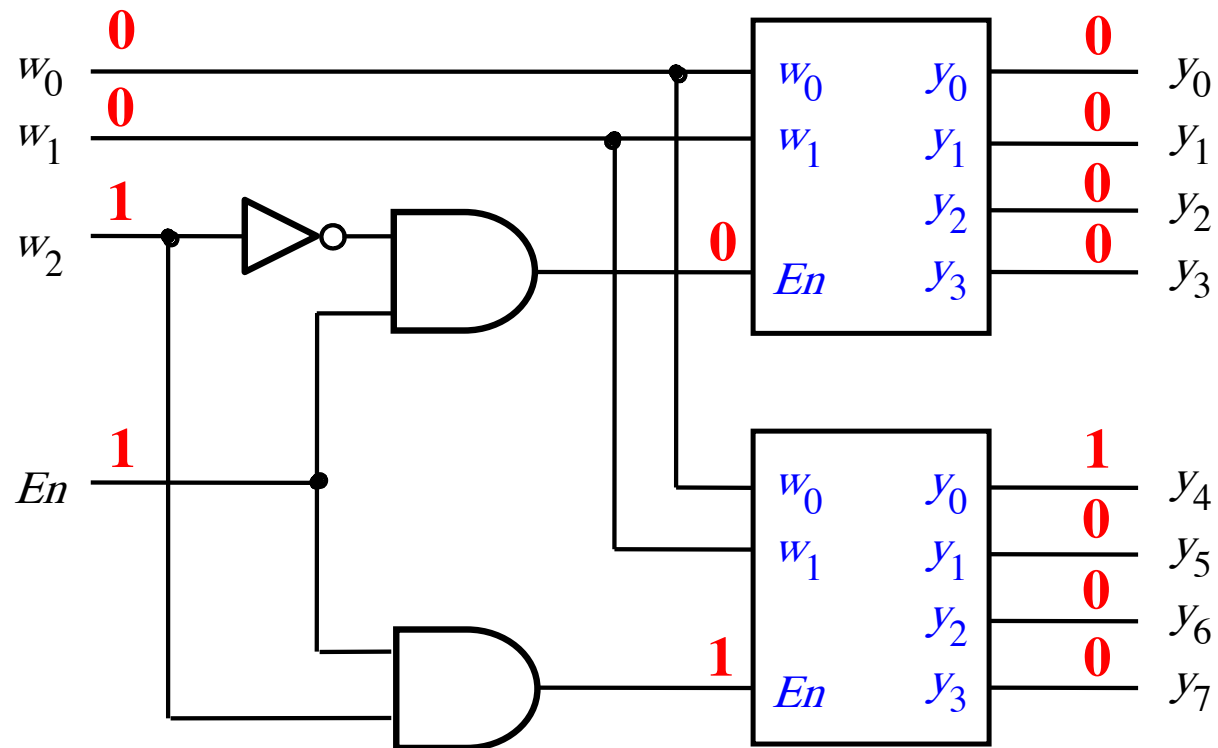 0 0
w0 w0 y0 y0
0 0
w1 w1 y1 y1
1 0
w2 y2 y2
0 0
En y3 y3
1 1
En w0 y0 y4
0
w1 y1 y5
0
y2 y6
1 0
En y3 y7